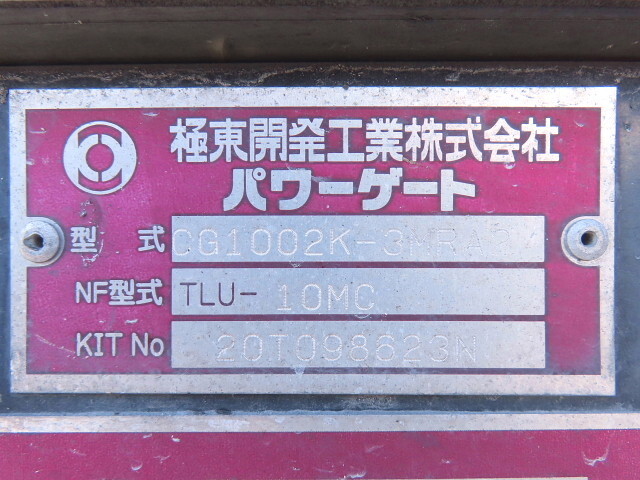 極東開発工業株式会社
パワーゲート
型 式 CG1002K-3MRA
NF型式 TLU- 10MC
KIT No 20T098623N